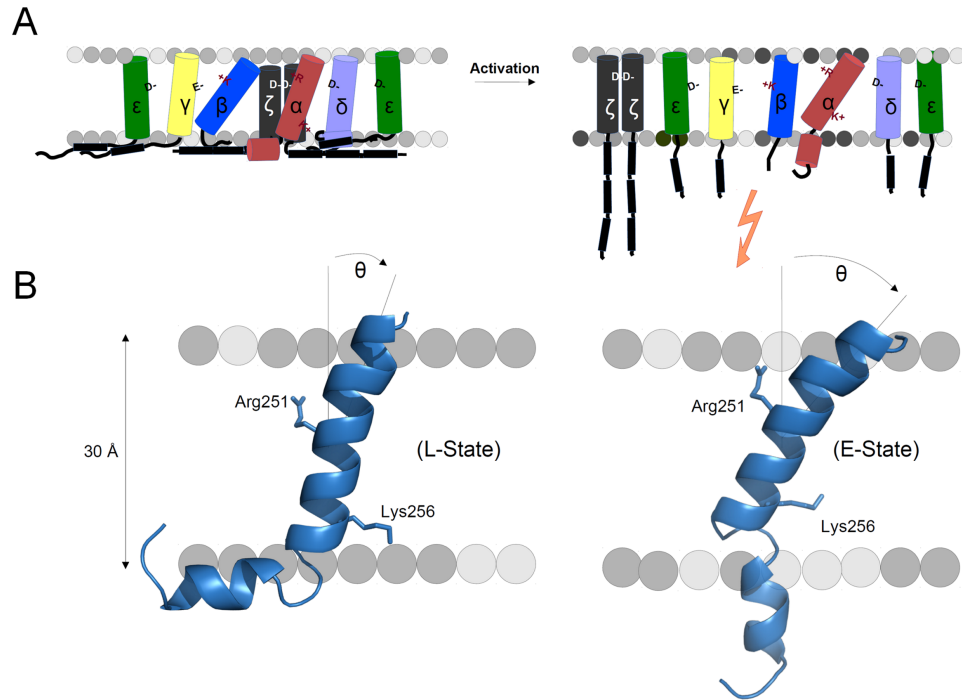 A
Activation
D-
E-
+K
D-
D-
+R
K+
D-
D-
ε
γ
β
ζ
α
δ
ε
D
D-
D-
E-
+R
+R
K+
D-
D-
ζ
ζ
ε
γ
β
α
δ
ε
B
θ
θ
Arg251
Arg251
30 Å
(L-State)
(E-State)
Lys256
Lys256